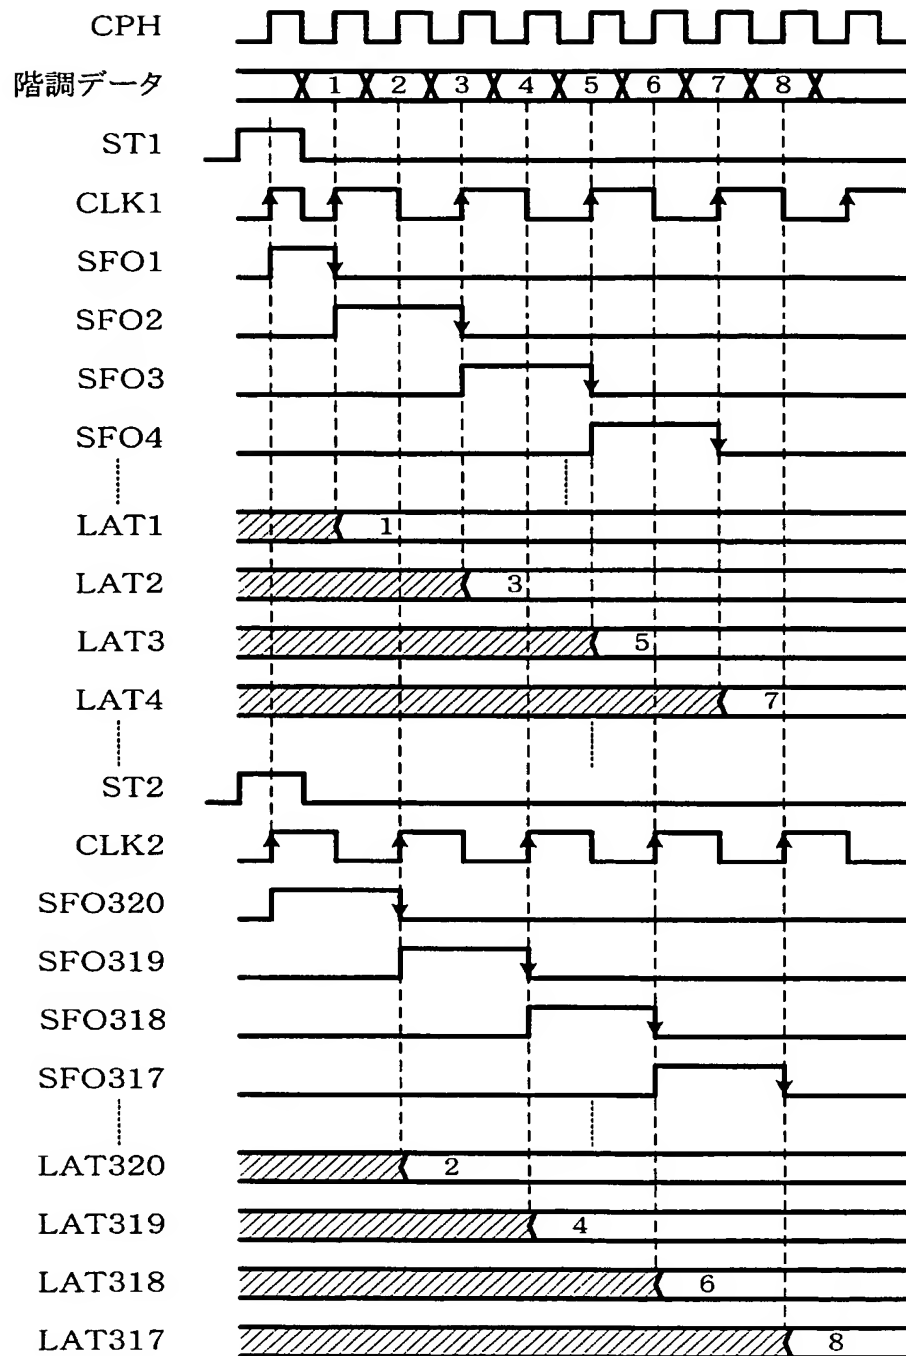 CPH
階調データ 1 2 3 4 5 6 7 8
ST1
CLK1
SFO1
SFO2
SFO3
SFO4
LAT1 1
LAT2 3
LAT3 5
LAT4 7
ST2
CLK2
SFO320
SFO319
SFO318
SFO317
LAT320 2
LAT319 4
LAT318 6
LAT317 8